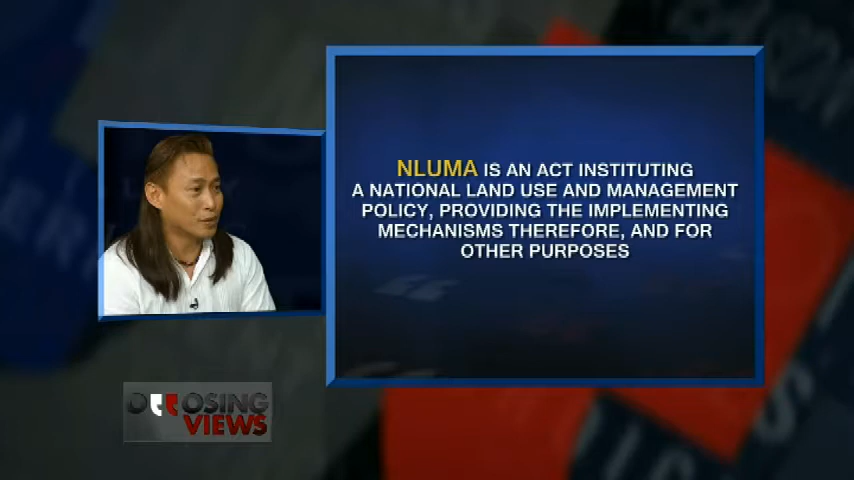 NLUMA IS AN ACT INSTITUTING
A NATIONAL LAND USE AND MANAGEMENT
POLICY, PROVIDING THE IMPLEMENTING
MECHANISMS THEREFORE, AND FOR
OTHER PURPOSES
OPPOSING
VIEWS